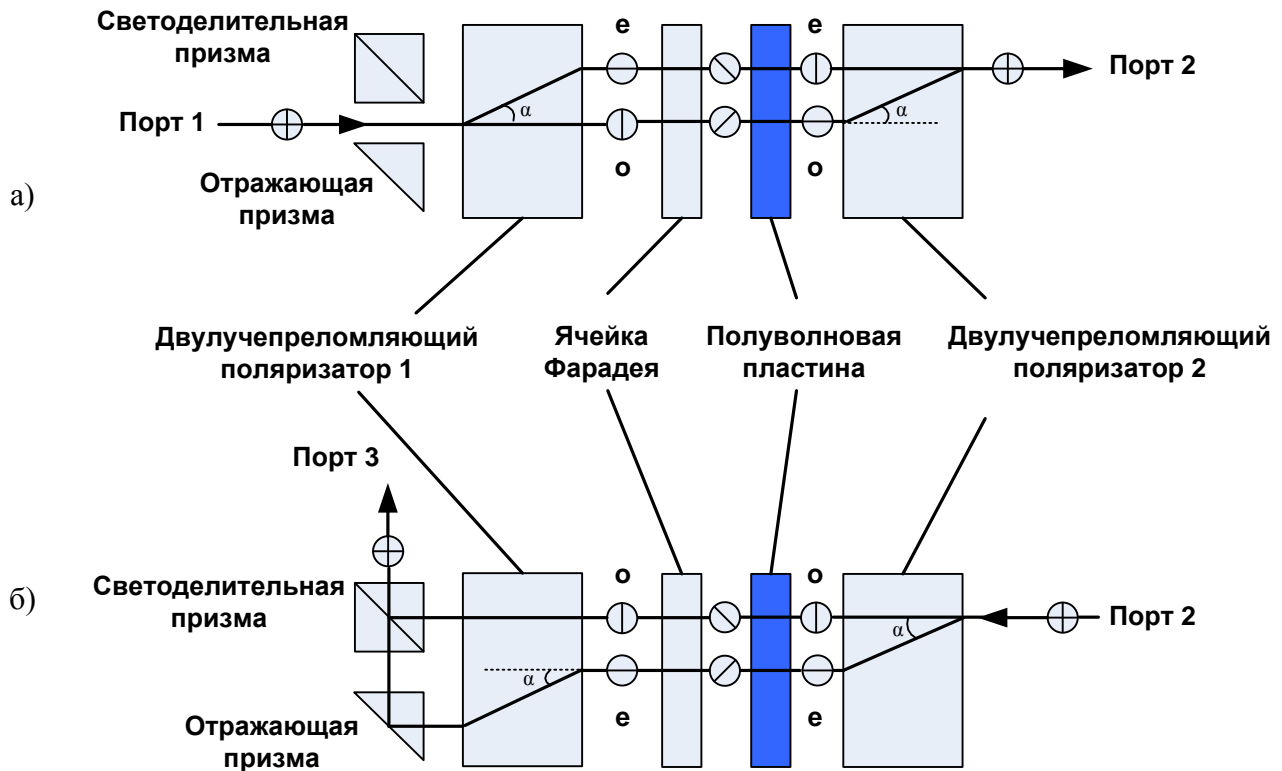 Светоделительная
призма
е
е
Порт 2
α
Порт 1
α
о
о
Отражающая
призма
а)
Двулучепреломляющий
поляризатор 1
Ячейка
Фарадея
Полуволновая
пластина
Двулучепреломляющий
поляризатор 2
Порт 3
б)
Светоделительная
призма
о
о
Порт 2
α
α
е
е
Отражающая
призма